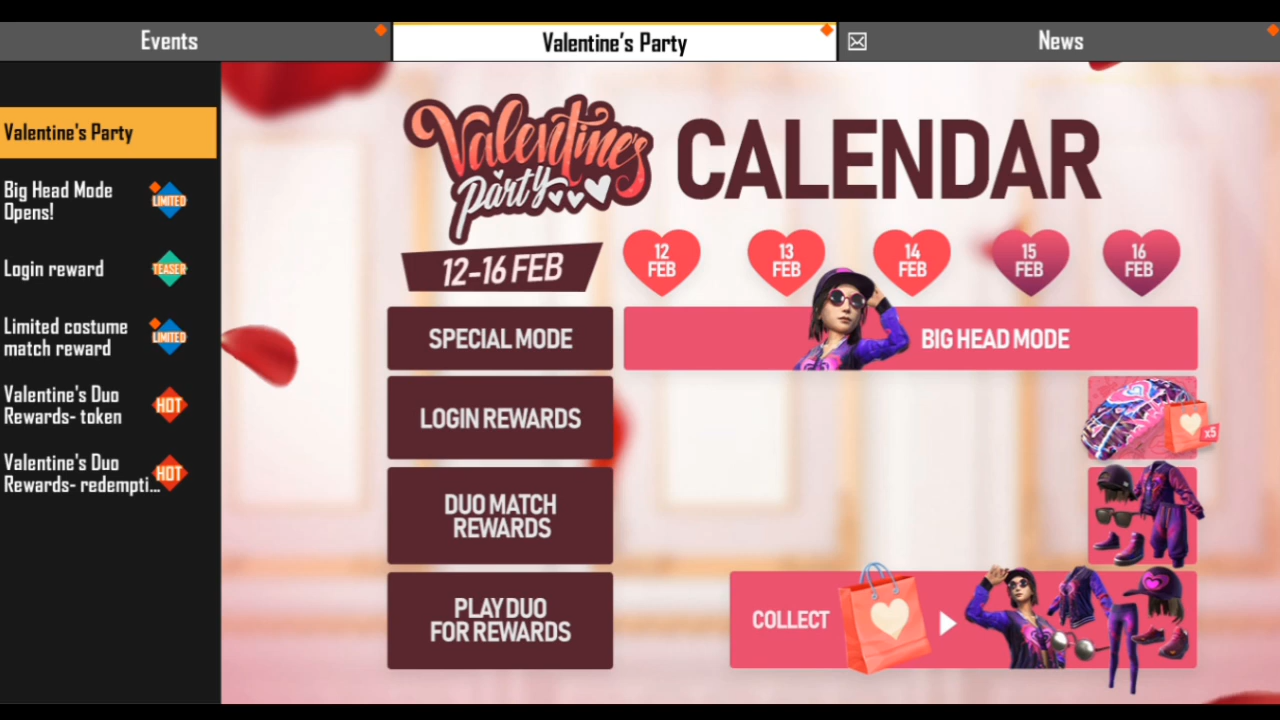 Events
Valentine's Party
News
Valentine's Party
Big Head Mode
Opens!
LIMITED
Login reward
TEASER
Limited costume
match reward
LIMITED
Valentine's Duo
Rewards- token
HOT
Valentine's Duo
Rewards- redempti...
HOT
Valentine's
party
CALENDAR
12-16 FEB
12
FEB
13
FEB
14
FEB
15
FEB
16
FEB
SPECIAL MODE
BIG HEAD MODE
LOGIN REWARDS
x5
DUO MATCH
REWARDS
PLAY DUO
FOR REWARDS
COLLECT